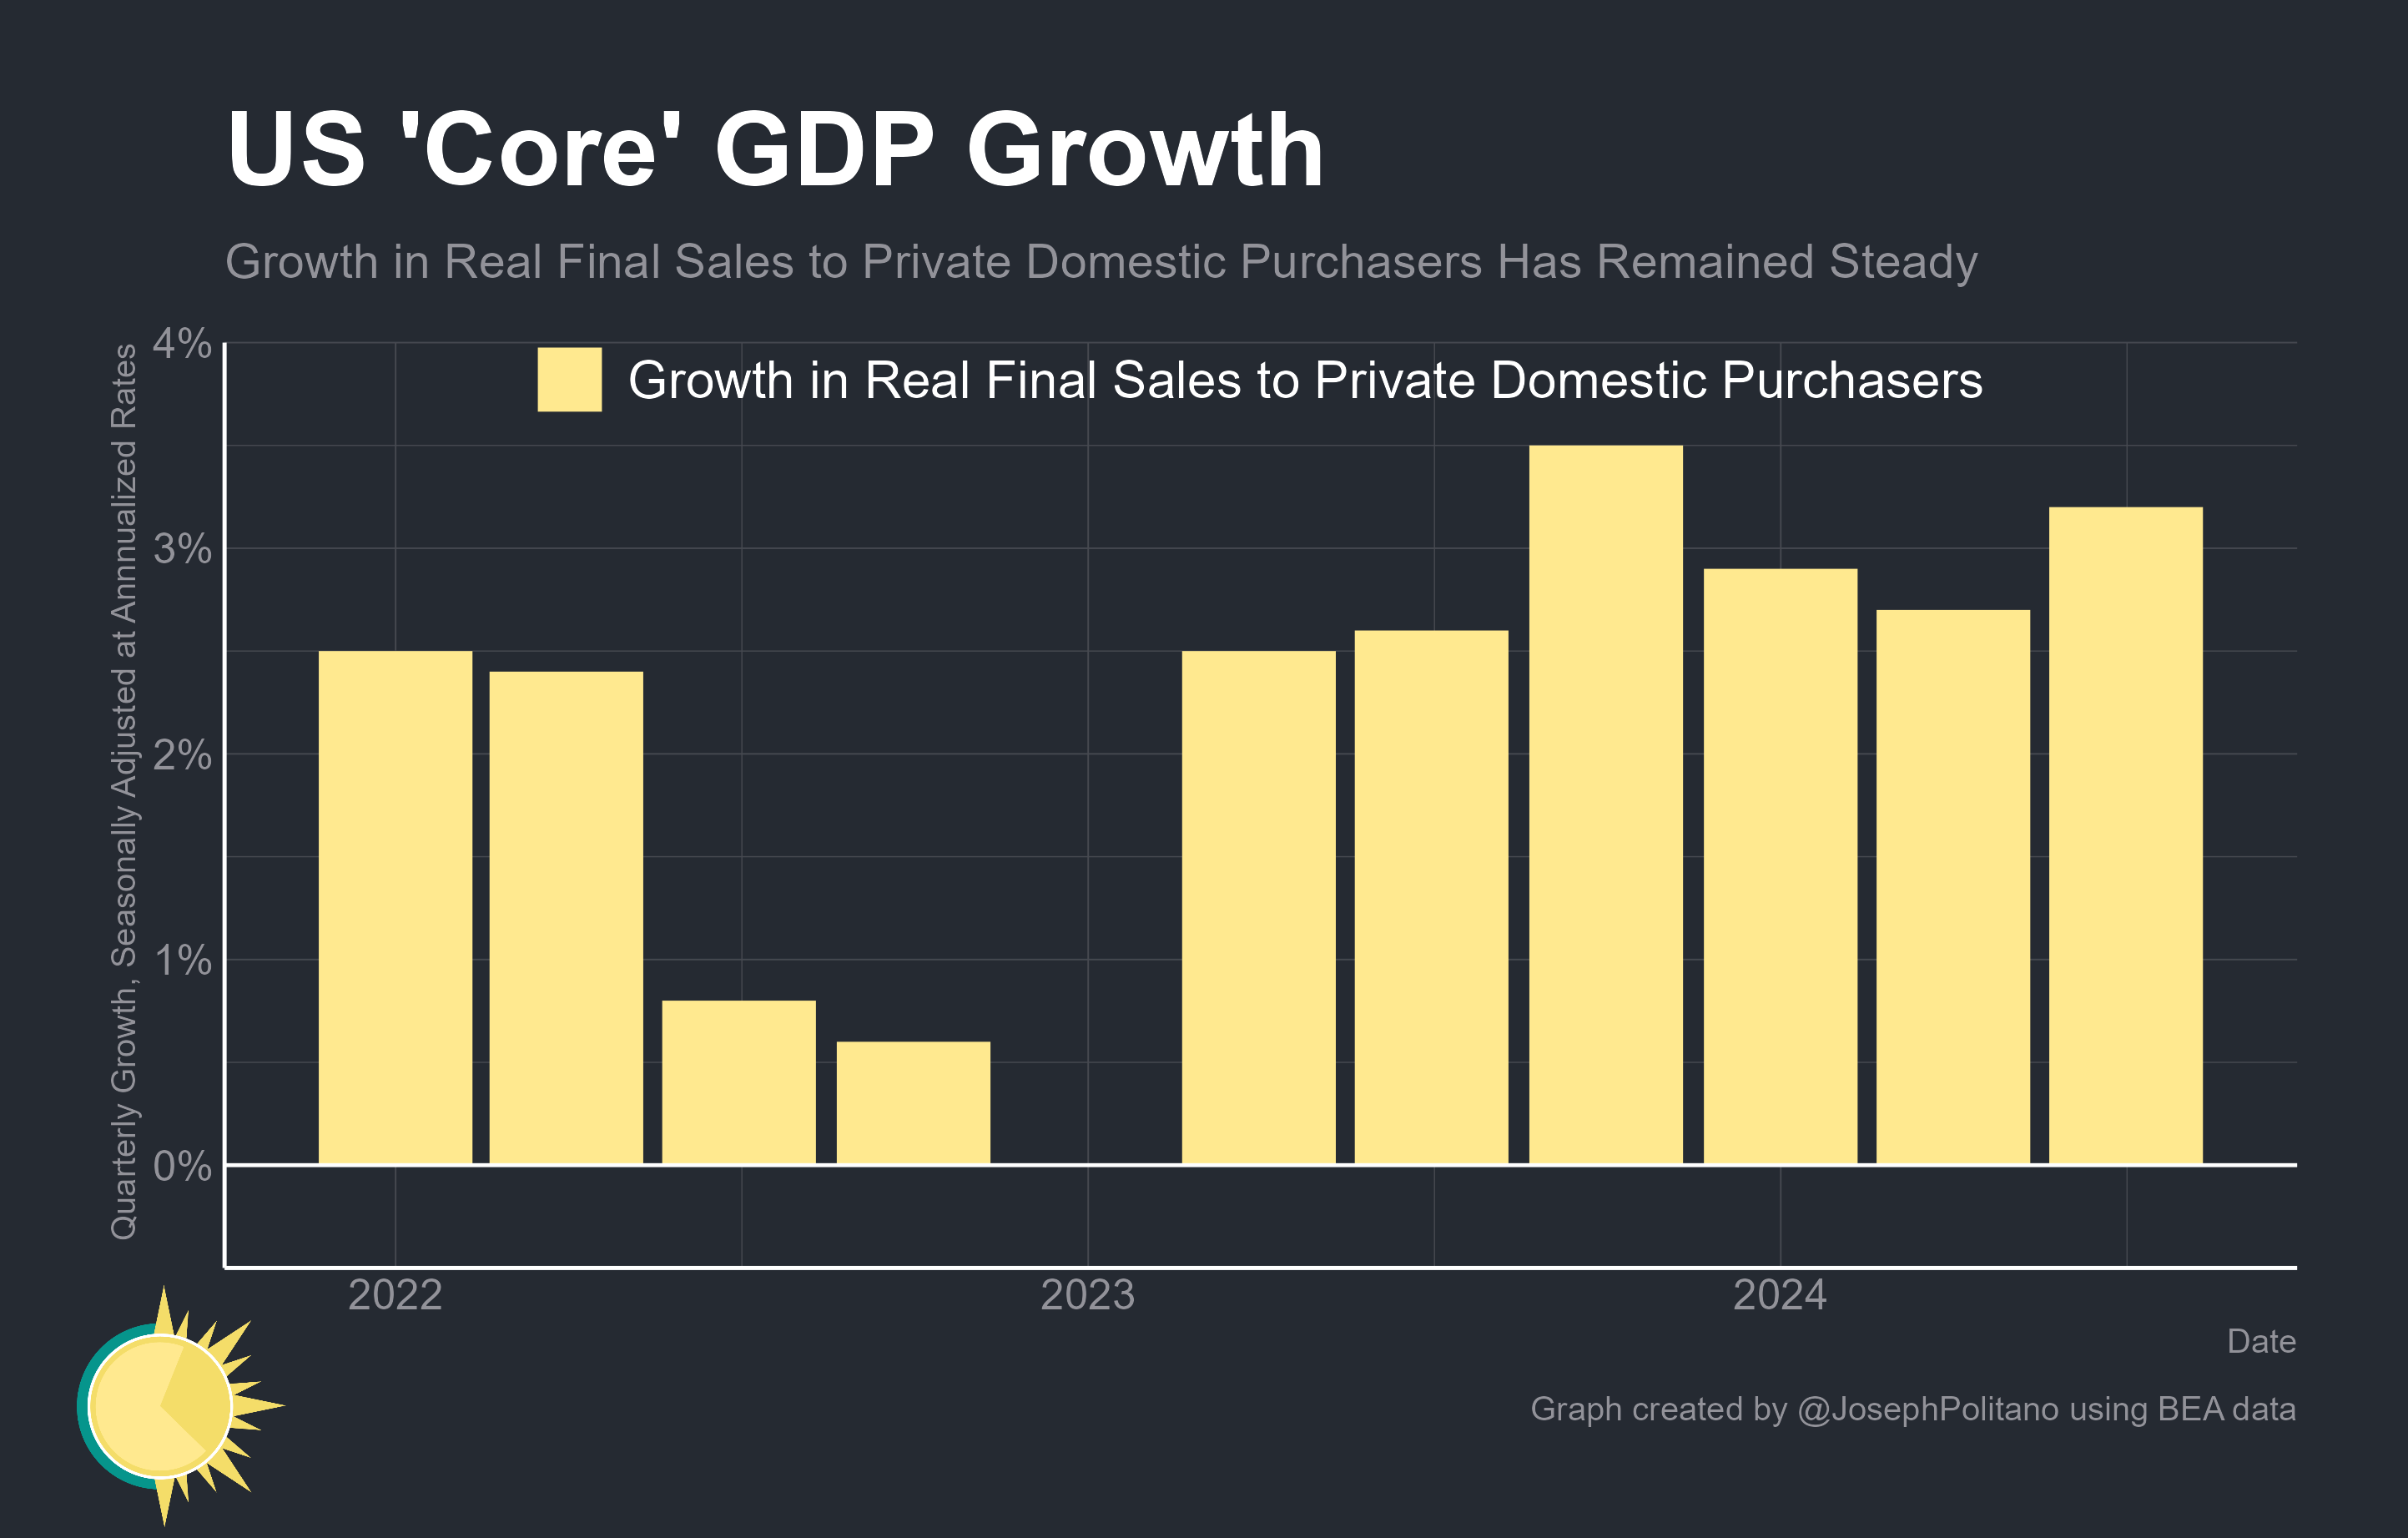 US 'Core' GDP Growth
Growth in Real Final Sales to Private Domestic Purchasers Has Remained Steady
Quarterly Growth, Seasonally Adjusted at Annnualized Rates
4%
3%
2%
1%
0%
Growth in Real Final Sales to Private Domestic Purchasers
2022
2023
2024
Date
Graph created by @JosephPolitano using BEA data